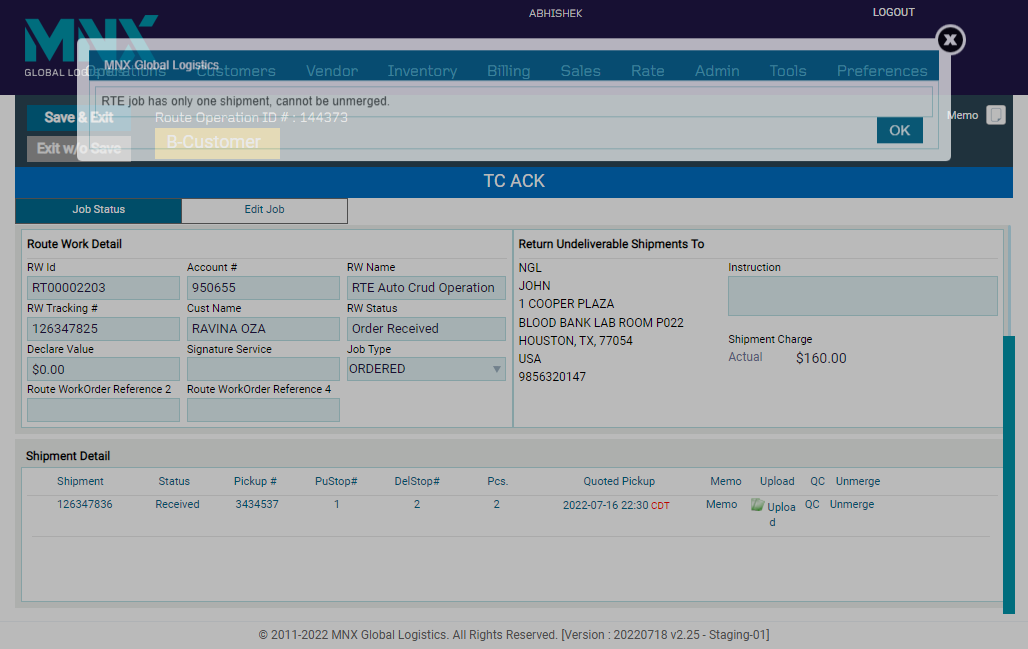 ABHISHEK
LOGOUT
MNX
GLOBAL LOG
MNX Global Logistics
Operations Customers Vendor Inventory Billing Sales Rate Admin Tools Preferences
RTE job has only one shipment, cannot be unmerged.
OK
Save & Exit
Route Operation ID # : 144373
Memo
Exit w/o Save
B-Customer
TC ACK
Job Status Edit Job
Route Work Detail
RW Id Account # RW Name
RT00002203 950655 RTE Auto Crud Operation
RW Tracking # Cust Name RW Status
126347825 RAVINA OZA Order Received
Declare Value Signature Service Job Type
$0.00 ORDERED
Route WorkOrder Reference 2 Route WorkOrder Reference 4
Return Undeliverable Shipments To
NGL
JOHN
1 COOPER PLAZA
BLOOD BANK LAB ROOM P022
HOUSTON, TX, 77054
USA
9856320147
Instruction
Shipment Charge
Actual $160.00
Shipment Detail
Shipment Status Pickup # PuStop# DelStop# Pcs. Quoted Pickup Memo Upload QC Unmerge
126347836 Received 3434537 1 2 2 2022-07-16 22:30 CDT Memo Uploa QC Unmerge
d
© 2011-2022 MNX Global Logistics. All Rights Reserved. [Version : 20220718 v2.25 - Staging-01]